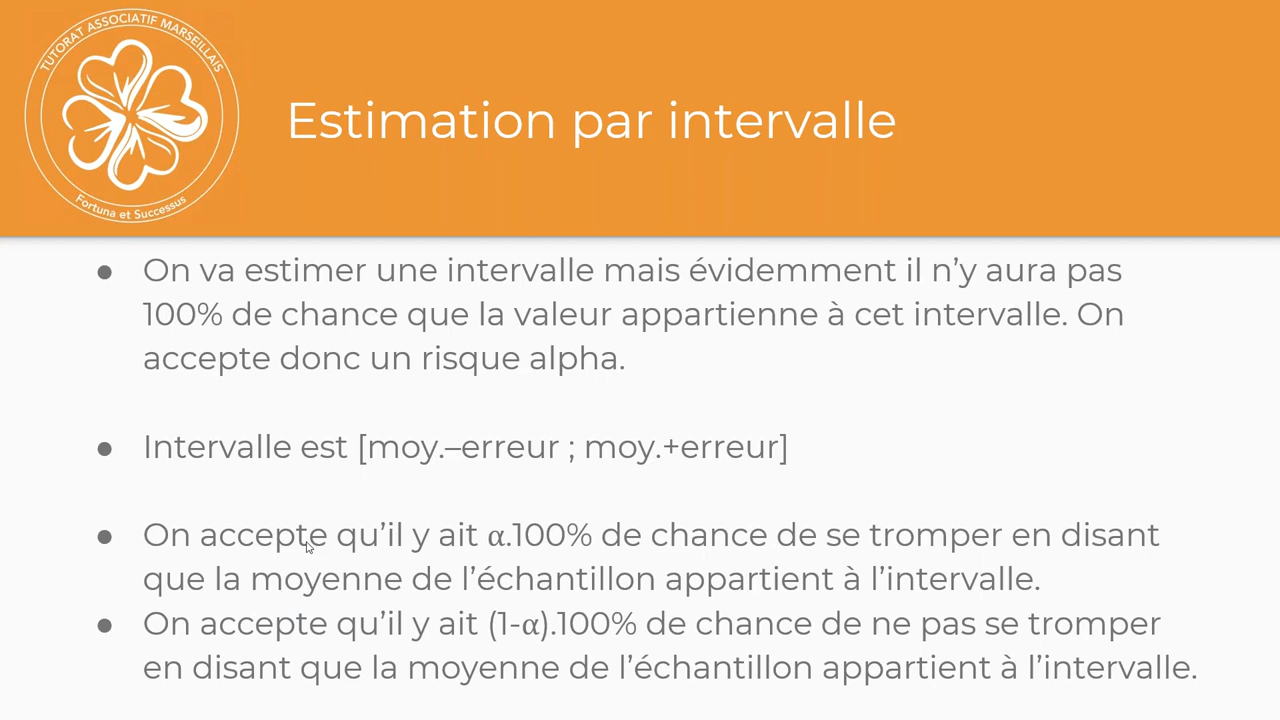 TUTORAT ASSOCIATIF MARSEILLAIS
Fortuna et Successus
Estimation par intervalle
● On va estimer une intervalle mais évidemment il n’y aura pas
100% de chance que la valeur appartienne à cet intervalle. On
accepte donc un risque alpha.
● Intervalle est [moy.–erreur ; moy.+erreur]
● On accepte qu’il y ait α.100% de chance de se tromper en disant
que la moyenne de l’échantillon appartient à l’intervalle.
● On accepte qu’il y ait (1-α).100% de chance de ne pas se tromper
en disant que la moyenne de l’échantillon appartient à l’intervalle.